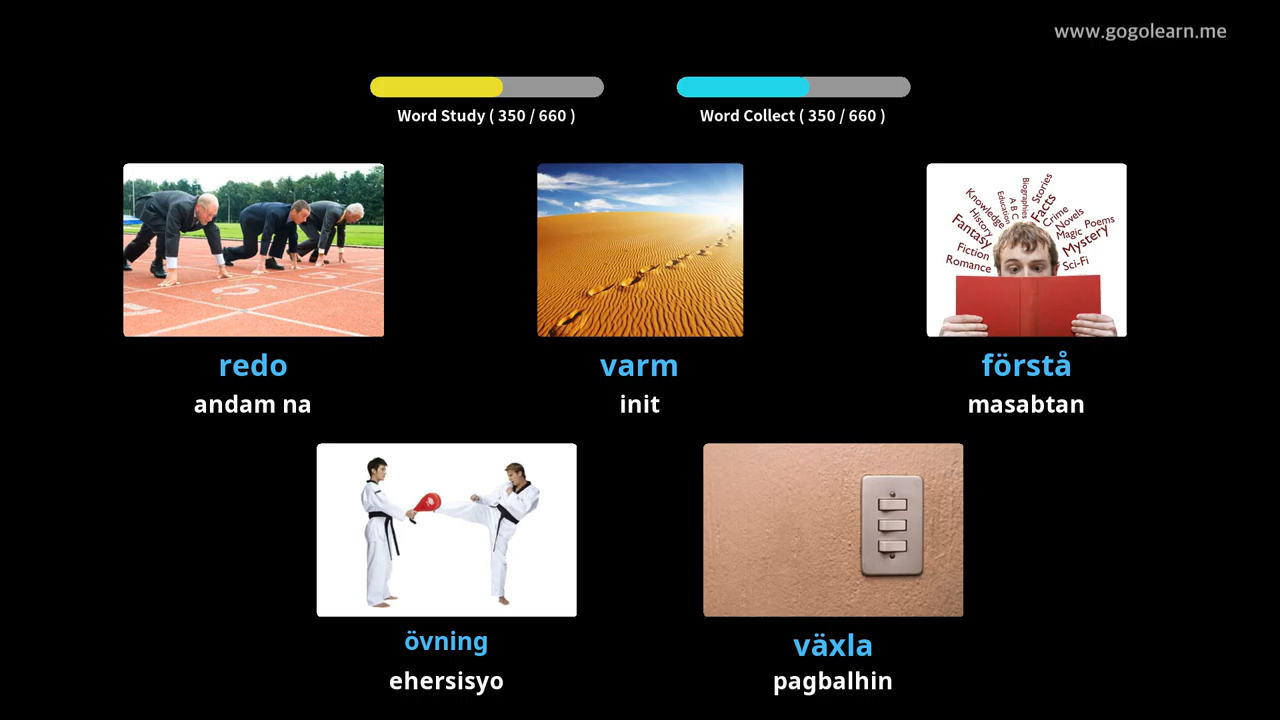 www.gogolearn.me
Word Study ( 350 / 660 )
Word Collect ( 350 / 660 )
Knowledge
History
Fantasy
Fiction
Romance
Education
A B C
Biographies
Stories
Facts
Crime
Novels
Magic
Poems
Mystery
Sci-Fi
redo
andam na
varm
init
förstå
masabtan
övning
ehersisyo
växla
pagbalhin